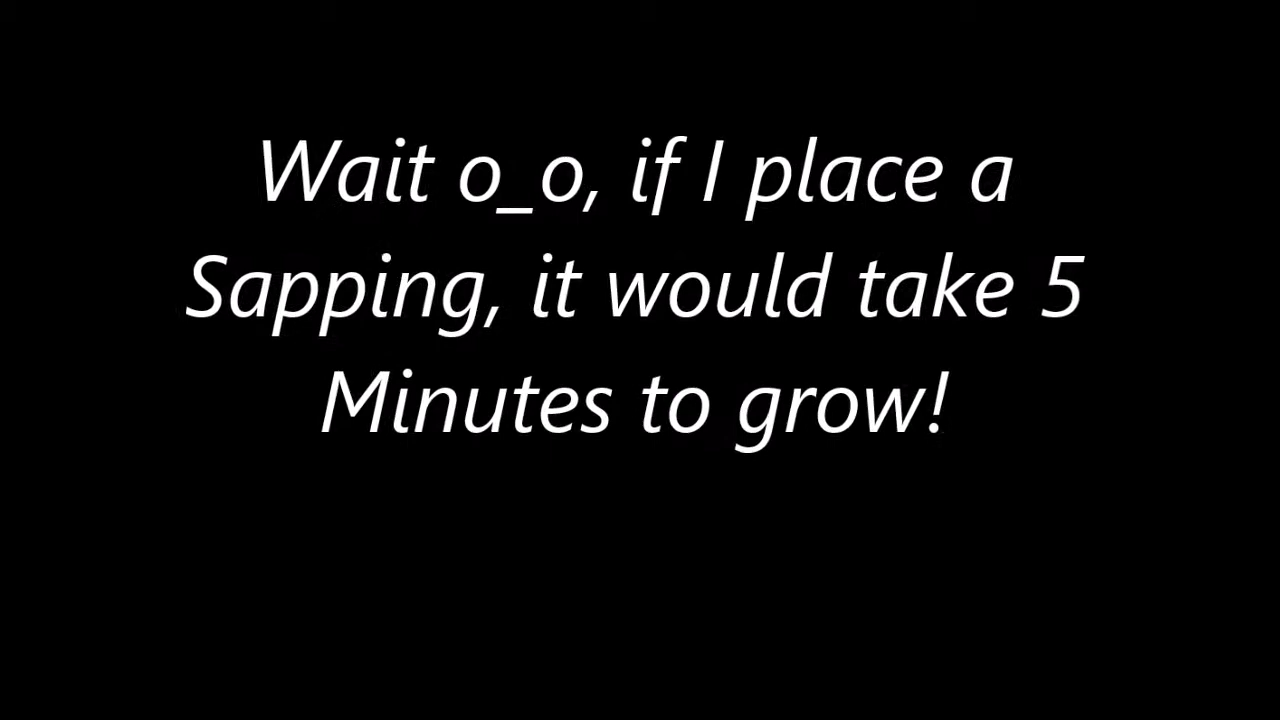 Wait o_o, if I place a
Sapping, it would take 5
Minutes to grow!